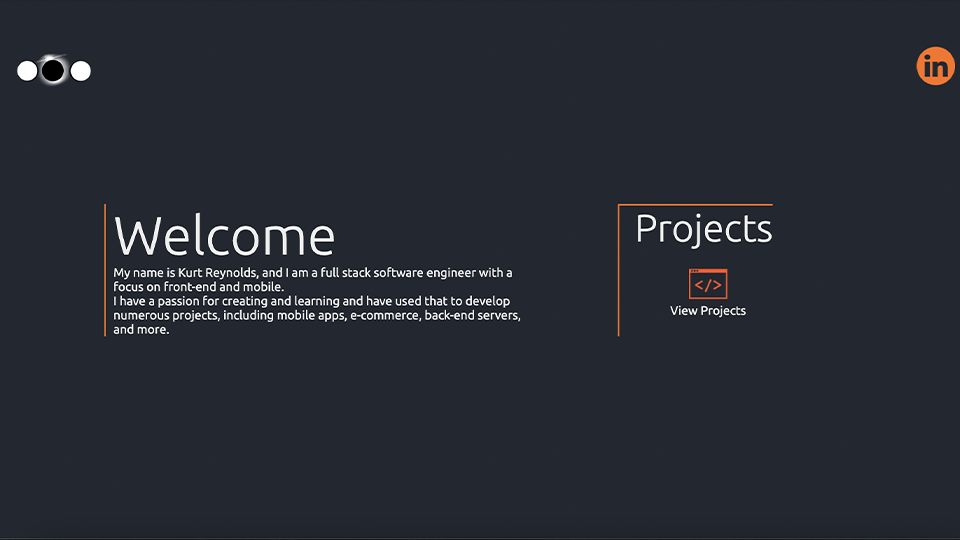 in
Welcome
My name is Kurt Reynolds, and I am a full stack software engineer with a
focus on front-end and mobile.
I have a passion for creating and learning and have used that to develop
numerous projects, including mobile apps, e-commerce, back-end servers,
and more.
Projects
</>
View Projects